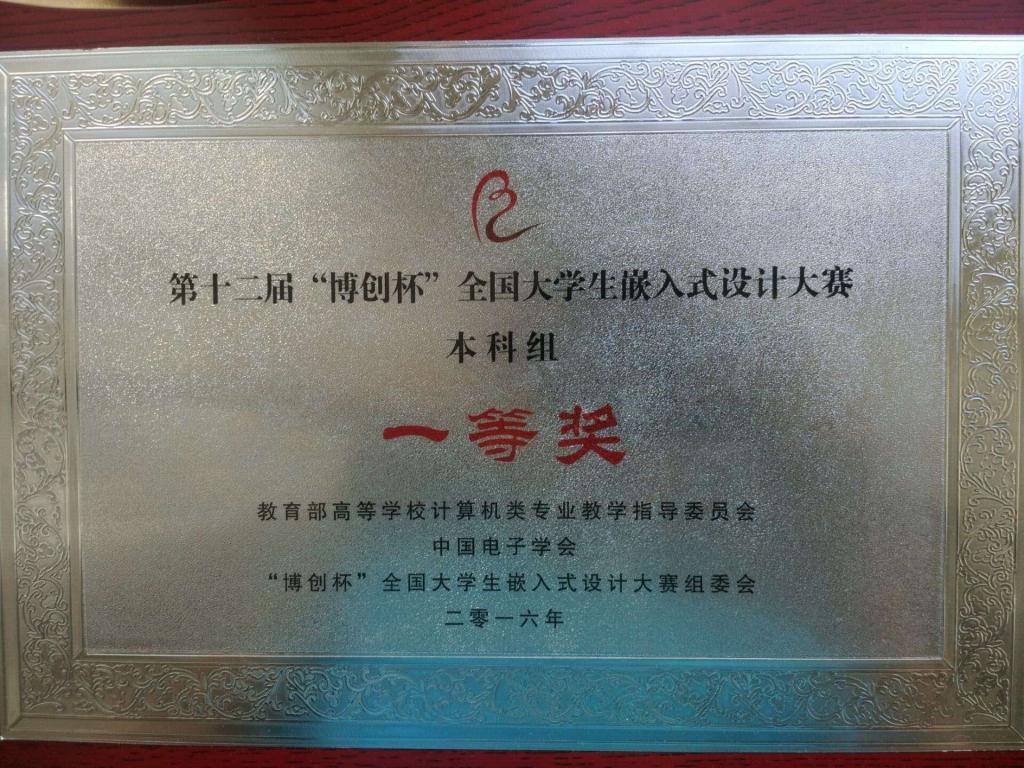 第十二届“博创杯”全国大学生嵌入式设计大赛
本科组
一等奖
教育部高等学校计算机类专业教学指导委员会
中国电子学会
“博创杯”全国大学生嵌入式设计大赛组委会
二零一六年